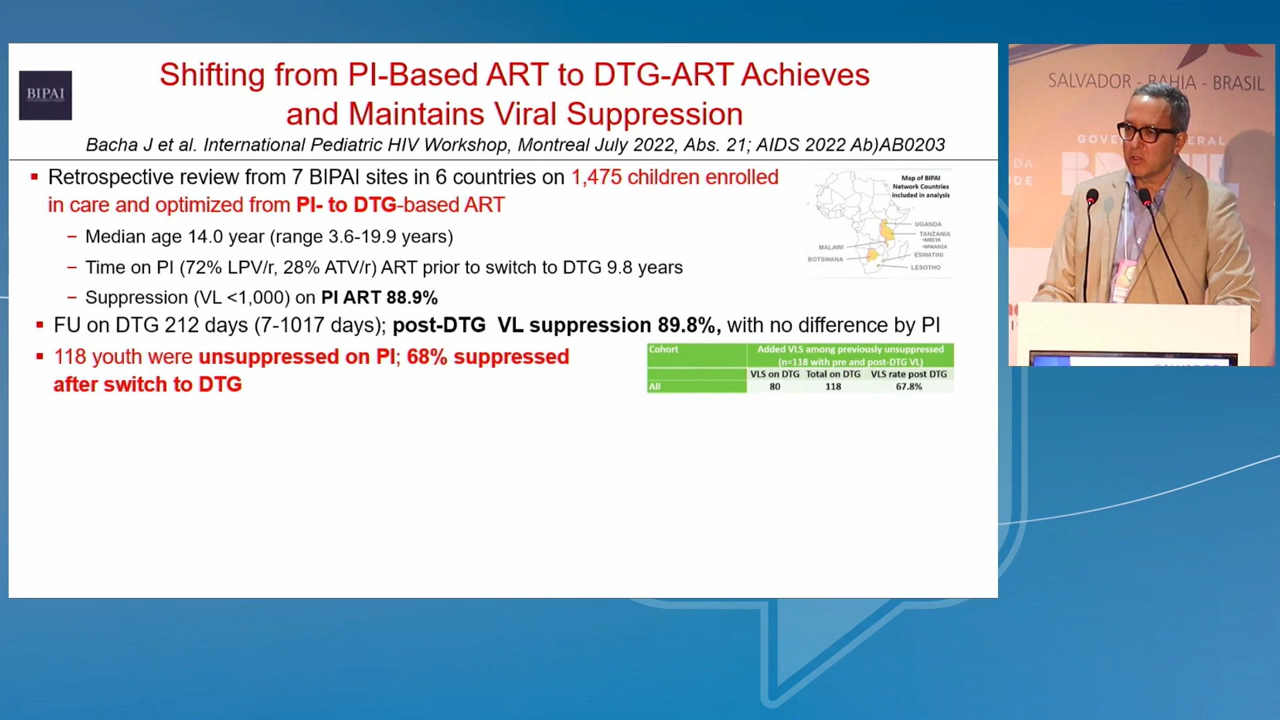 BIPAI
Shifting from PI-Based ART to DTG-ART Achieves
and Maintains Viral Suppression
Bacha J et al. International Pediatric HIV Workshop, Montreal July 2022, Abs. 21; AIDS 2022 Ab)AB0203
▪ Retrospective review from 7 BIPAI sites in 6 countries on 1,475 children enrolled
in care and optimized from PI- to DTG-based ART
− Median age 14.0 year (range 3.6-19.9 years)
− Time on PI (72% LPV/r, 28% ATV/r) ART prior to switch to DTG 9.8 years
− Suppression (VL <1,000) on PI ART 88.9%
Map of BIPAI
Network Countries
included in analysis
UGANDA
TANZANIA
•MBEYA
•MWANZA
MALAWI
BOTSWANA
ESWATINI
LESOTHO
▪ FU on DTG 212 days (7-1017 days); post-DTG VL suppression 89.8%, with no difference by PI
▪ 118 youth were unsuppressed on PI; 68% suppressed
after switch to DTG
Cohort
Added VLS among previously unsuppressed
(n=118 with pre and post-DTG VL)
VLS on DTG Total on DTG VLS rate post DTG
All 80 118 67.8%
SALVADOR - BAHIA - BRASIL